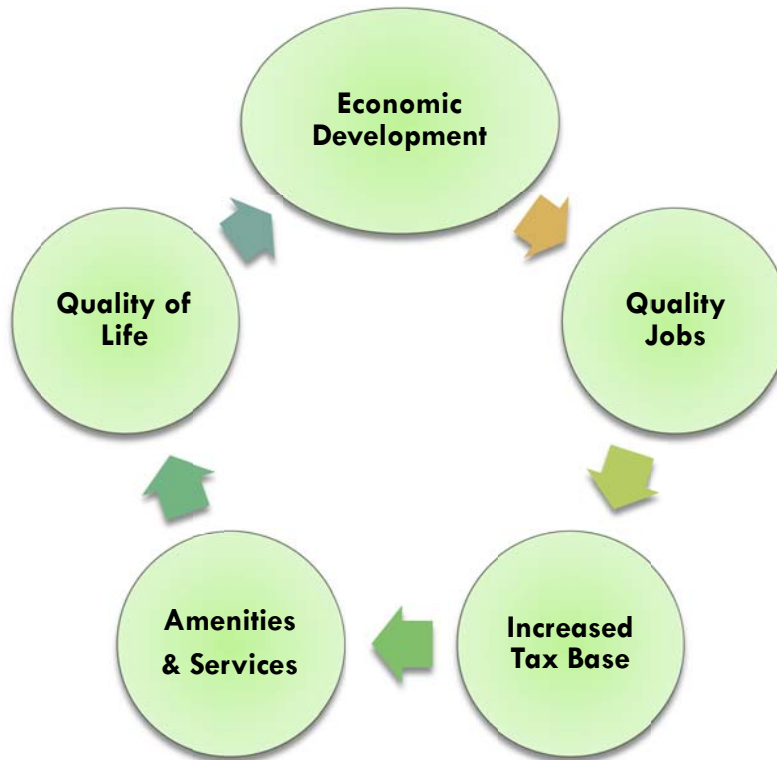 Economic
Development
Quality
Jobs
Increased
Tax Base
Amenities
& Services
Quality of
Life